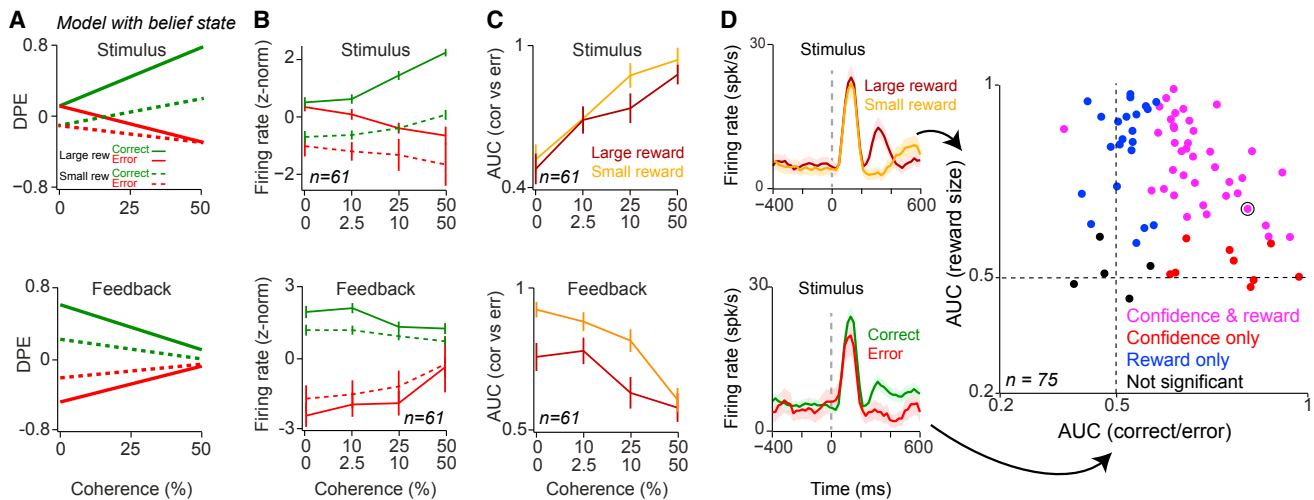 A
Model with belief state
Stimulus
0.8
0
−0.8
DPE
Large rew
Correct
Error
Small rew
Correct
Error
0
25
50
Feedback
0.8
0
-0.8
DPE
0
25
50
Coherence (%)
B
Stimulus
2
0
−2
Firing rate (z-norm)
n=61
0 10 25 50
0 2.5 10 50
Feedback
3
0
-3
Firing rate (z-norm)
n=61
0 10 25 50
0 2.5 10 50
Coherence (%)
C
Stimulus
1
0.4
AUC (cor vs err)
Large reward
Small reward
n=61
0 10 25 50
0 2.5 10 50
Feedback
1
0.5
AUC (cor vs err)
n=61
0 10 25 50
0 2.5 10 50
Coherence (%)
D
Stimulus
30
0
Firing rate (spk/s)
Large reward
Small reward
−400
0
600
Stimulus
30
0
Firing rate (spk/s)
Correct
Error
−400
0
600
Time (ms)
1
0.5
0.2
AUC (reward size)
Confidence & reward
Confidence only
Reward only
Not significant
n = 75
0.2
0.5
1
AUC (correct/error)